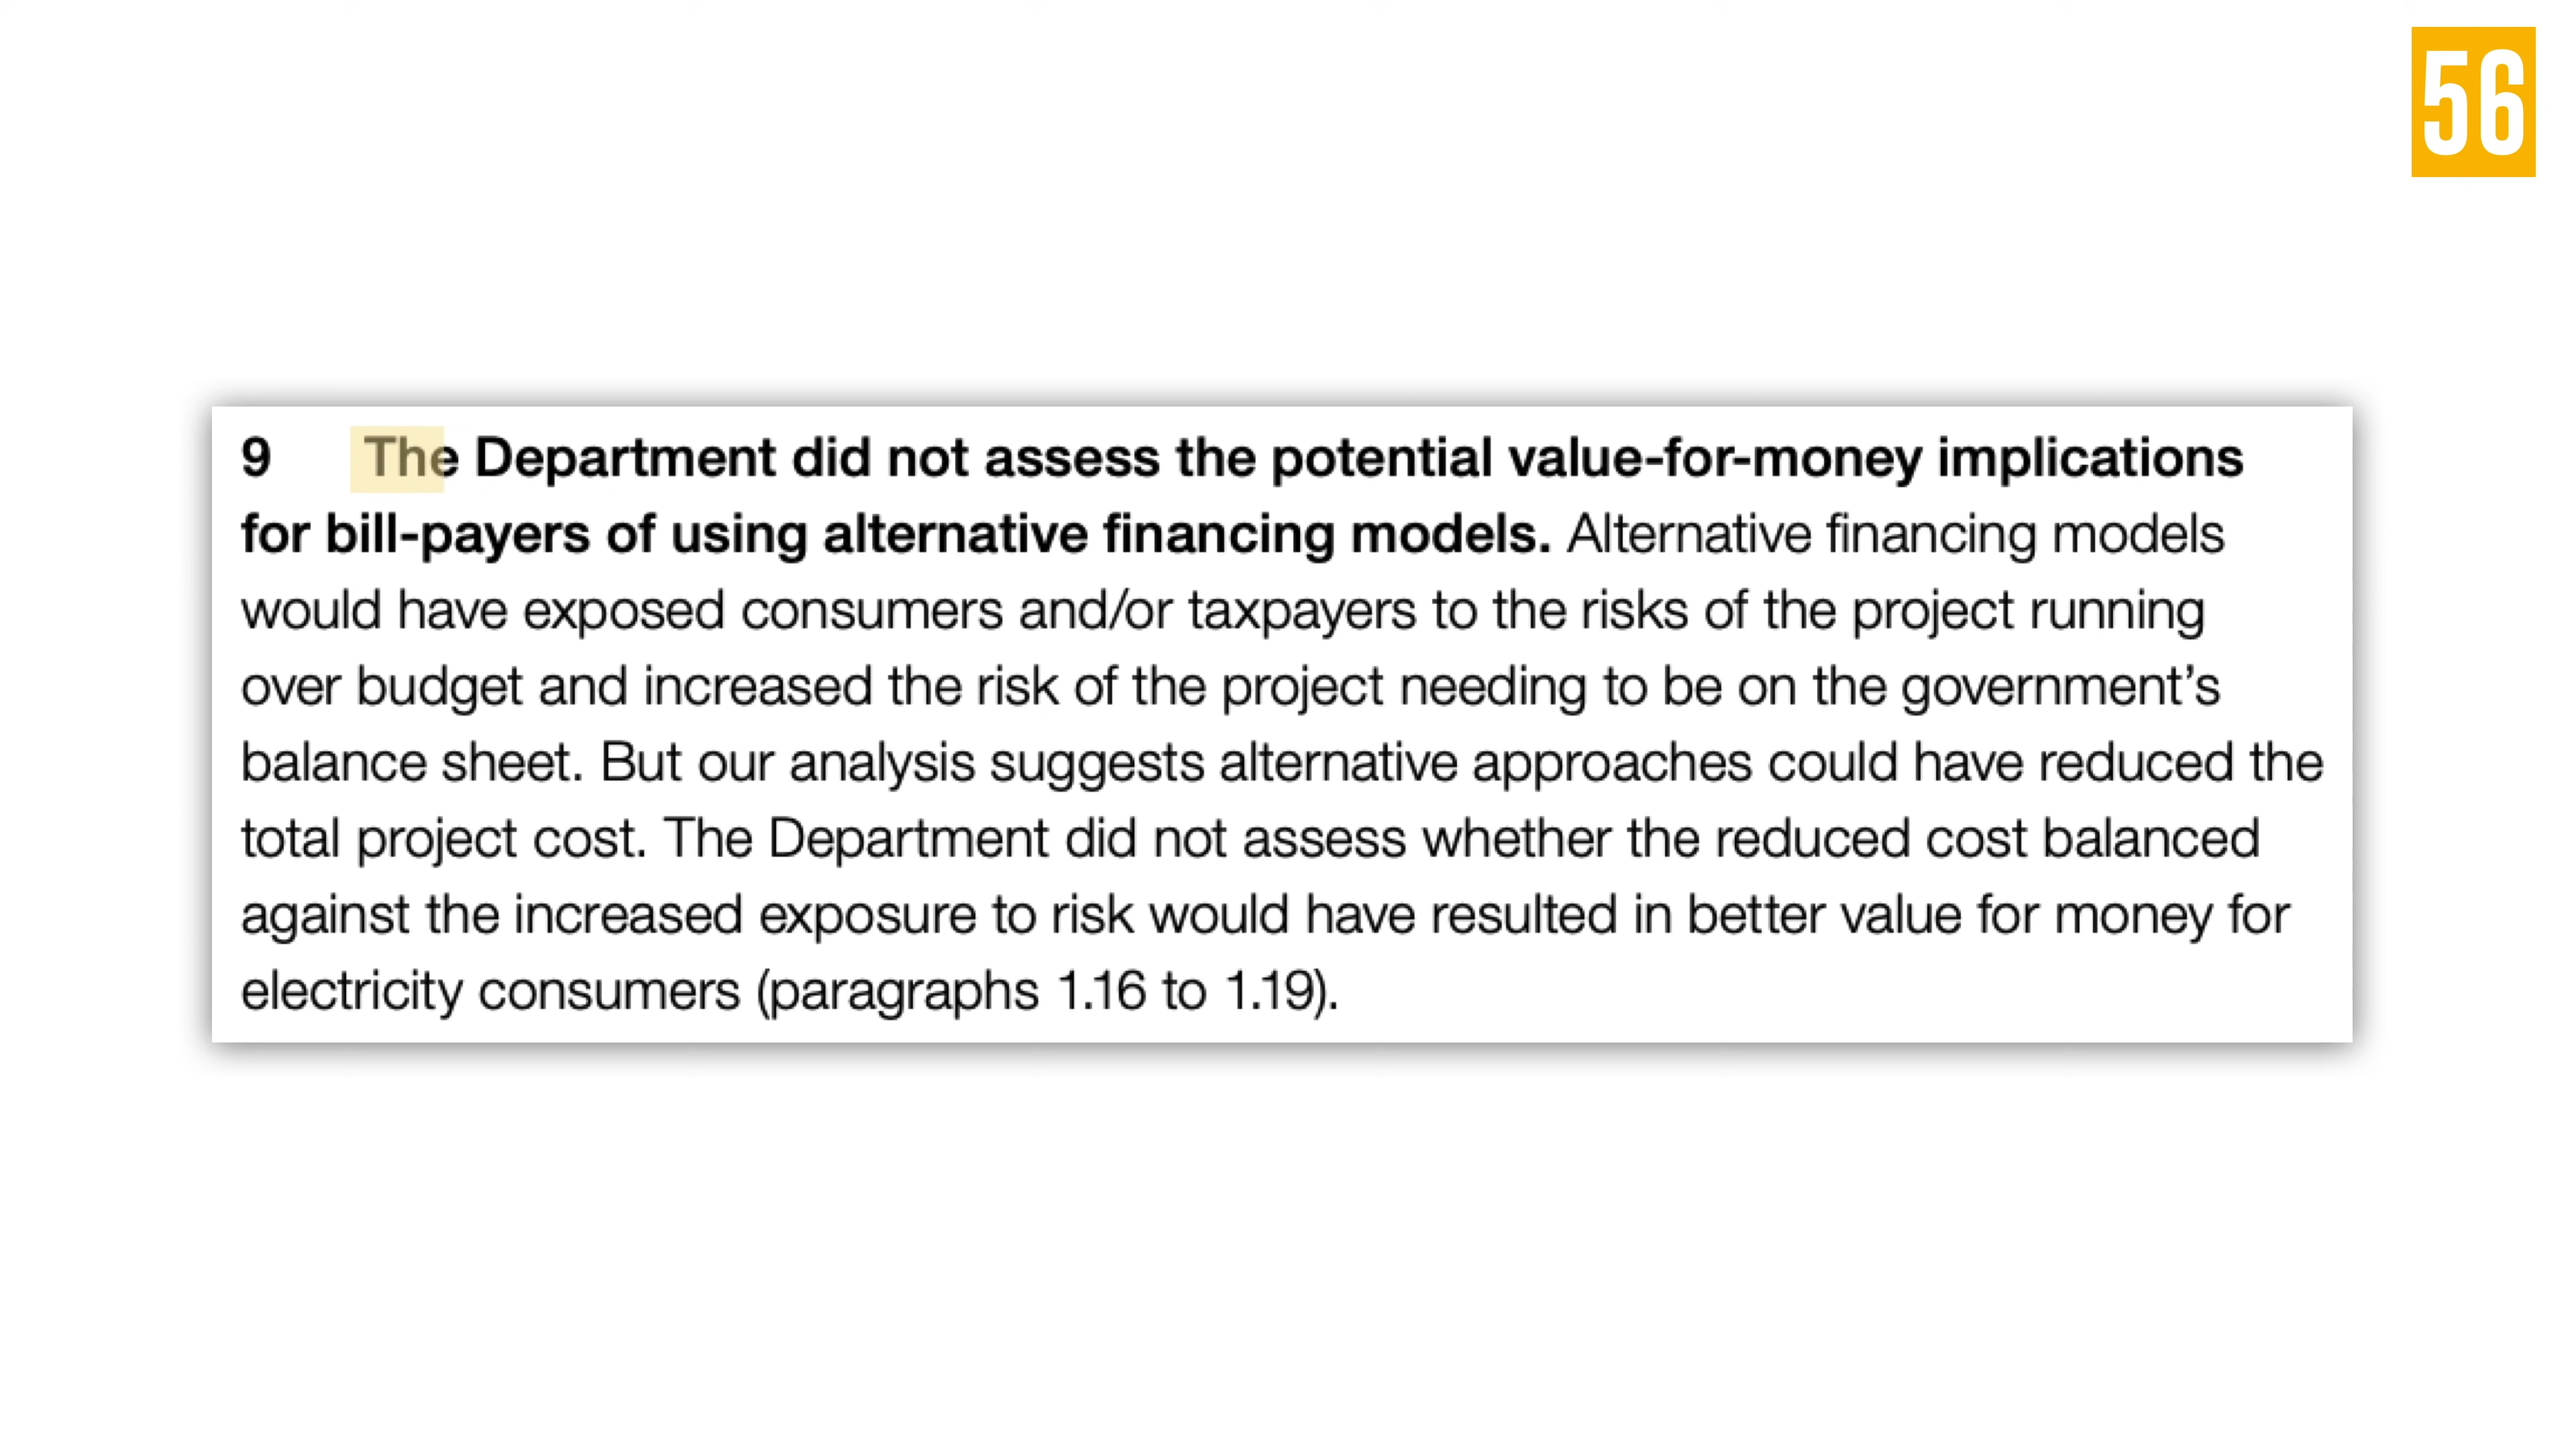 56
9 The Department did not assess the potential value-for-money implications
for bill-payers of using alternative financing models. Alternative financing models
would have exposed consumers and/or taxpayers to the risks of the project running
over budget and increased the risk of the project needing to be on the government’s
balance sheet. But our analysis suggests alternative approaches could have reduced the
total project cost. The Department did not assess whether the reduced cost balanced
against the increased exposure to risk would have resulted in better value for money for
electricity consumers (paragraphs 1.16 to 1.19).